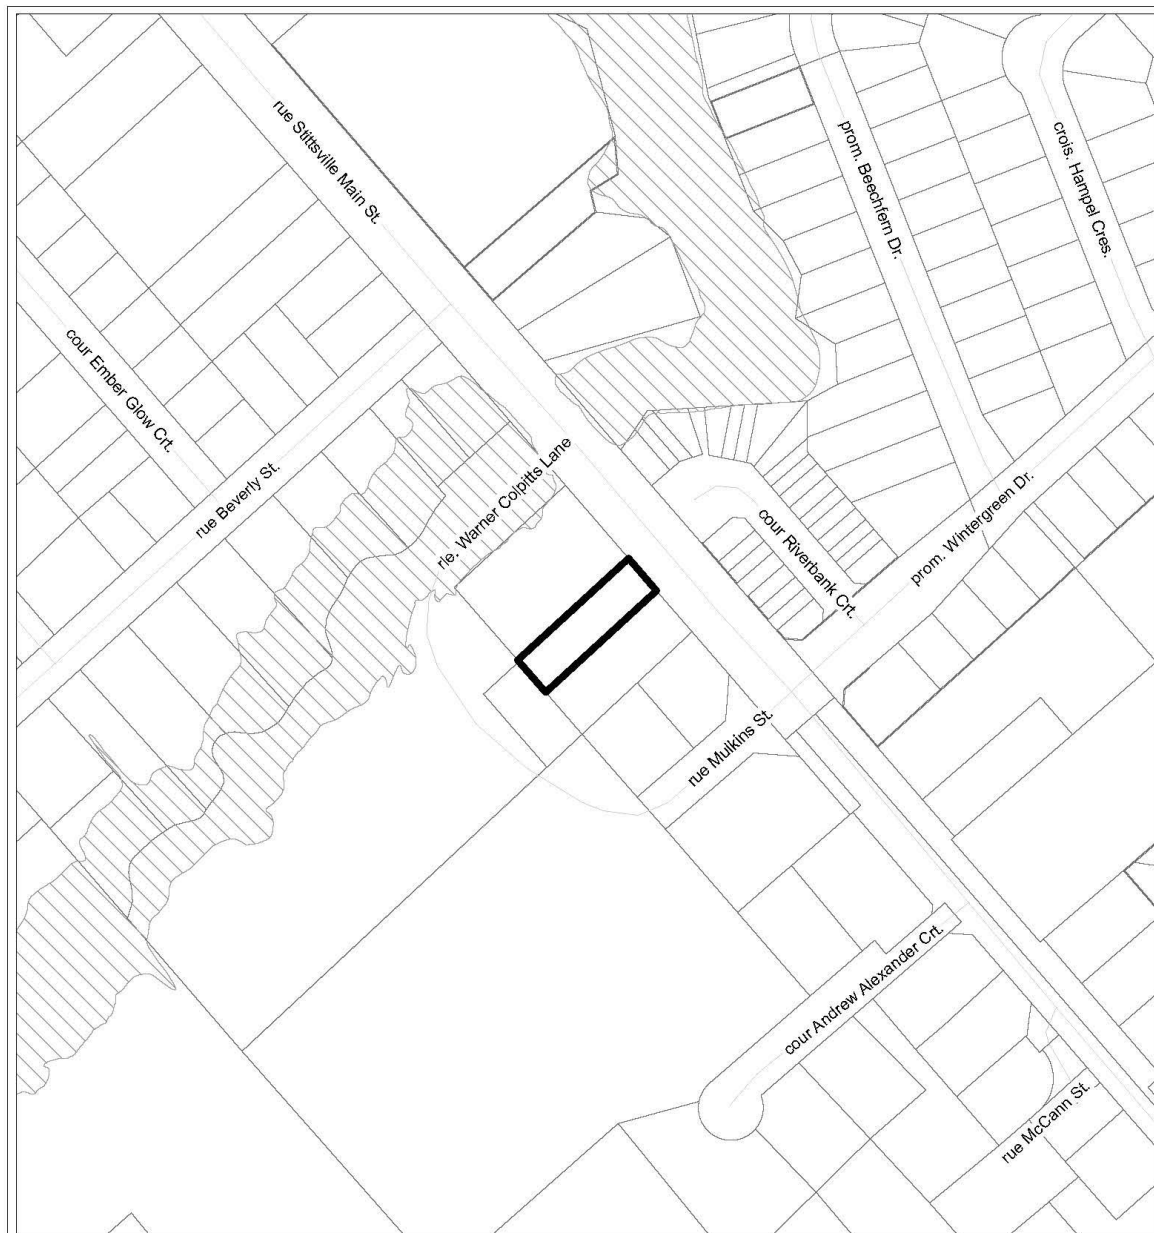 rue Stittsville Main St.
prom. Beechfern Dr.
crois. Hampel Cres.
cour Ember Glow Crt.
rue Beverly St.
rle. Warner Colpitts Lane
cour Riverbank Crt.
prom. Wintergreen Dr.
rue Mulkins St.
cour Andrew Alexander Crt.
rue McCann St.